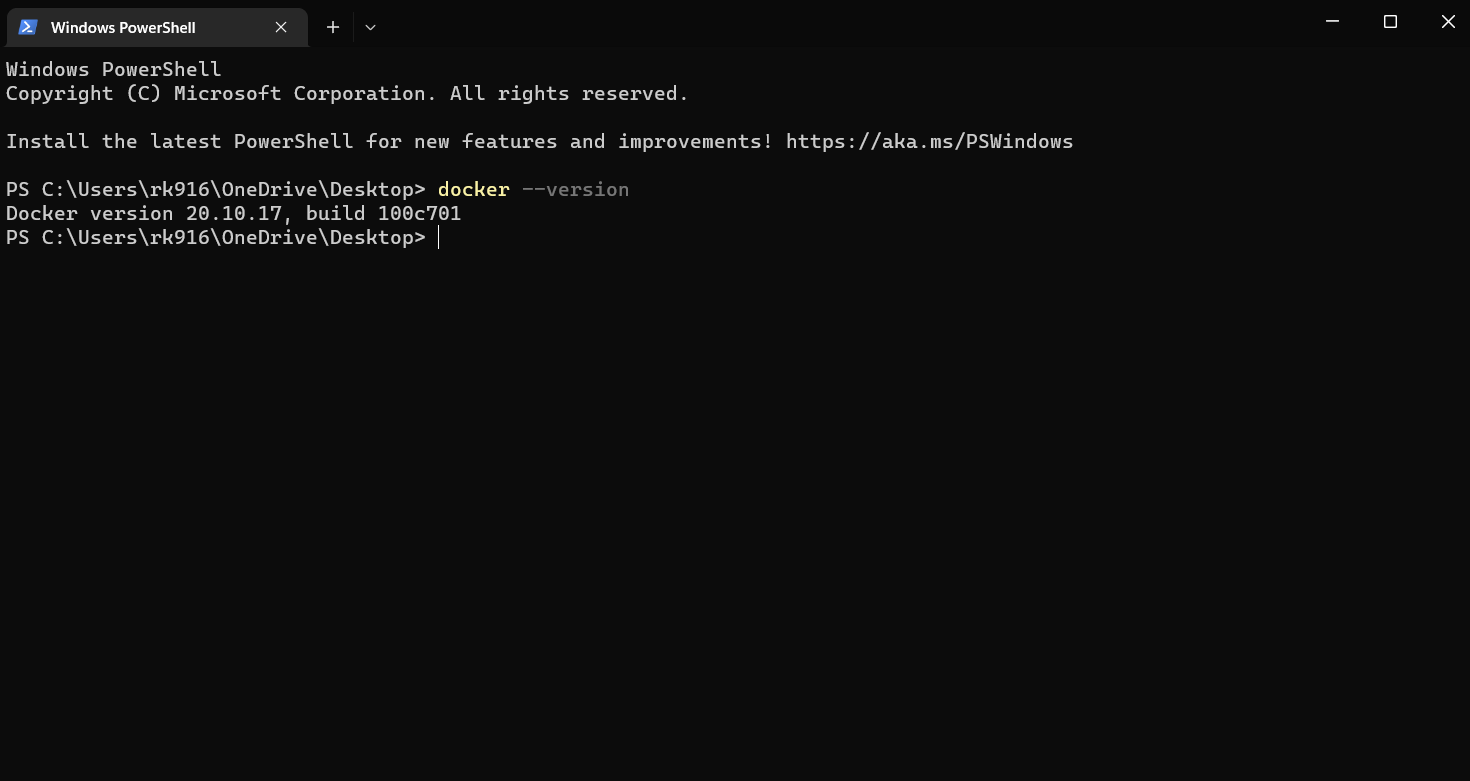 Windows PowerShell
Windows PowerShell
Copyright (C) Microsoft Corporation. All rights reserved.
Install the latest PowerShell for new features and improvements! https://aka.ms/PSWindows
PS C:\Users\rk916\OneDrive\Desktop> docker --version
Docker version 20.10.17, build 100c701
PS C:\Users\rk916\OneDrive\Desktop>